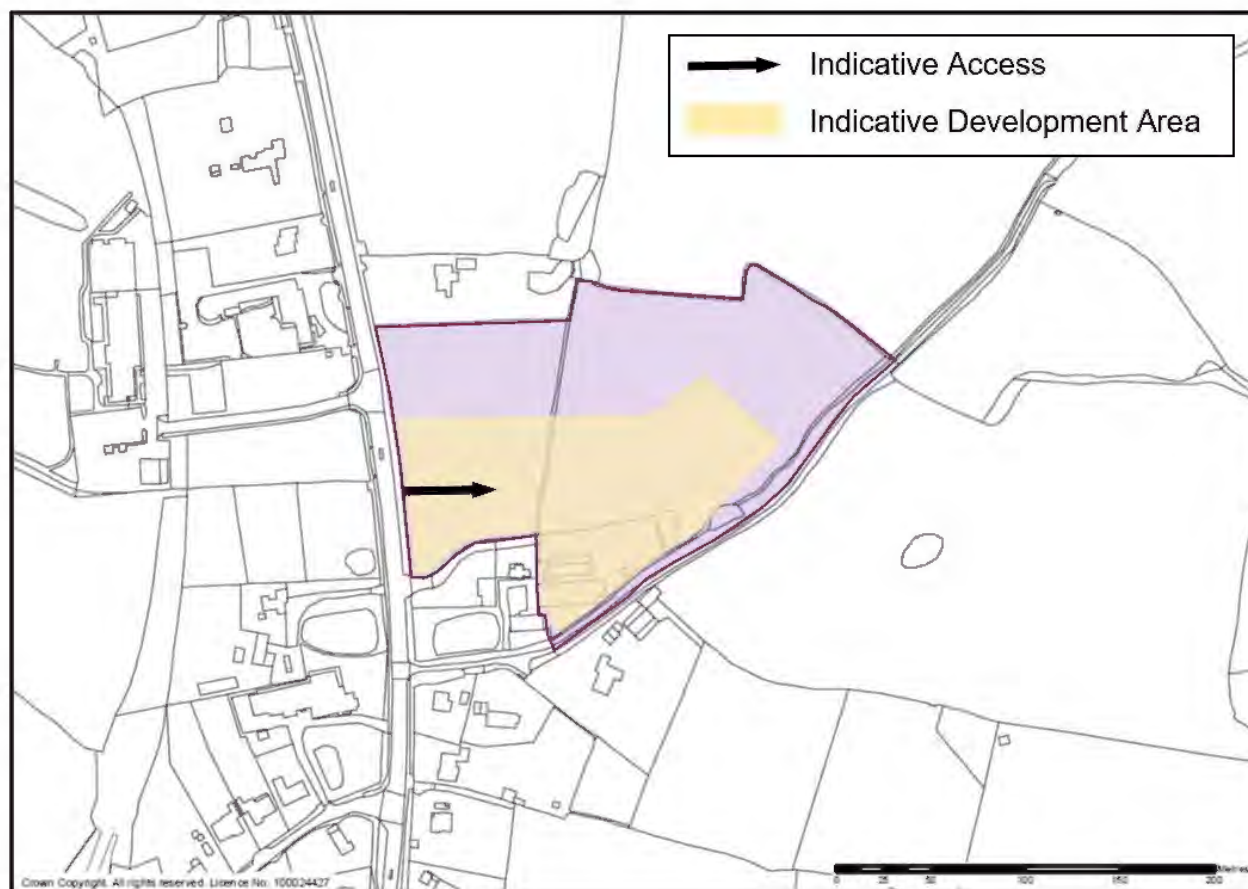 Indicative Access
Indicative Development Area
Crown Copyright. All rights reserved. Licence No. 100024427
Metres
0 25 50 100 150 200